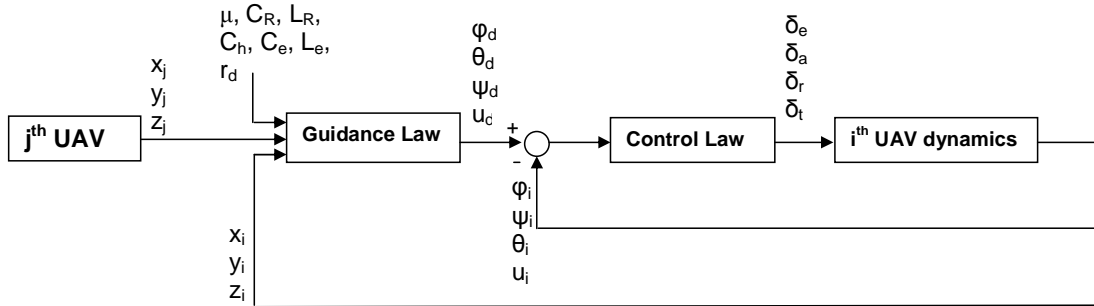 μ, C_R, L_R,
C_h, C_e, L_e,
r_d
x_j
y_j
z_j
j^th UAV
Guidance Law
φ_d
θ_d
ψ_d
u_d
+
-
Control Law
δ_e
δ_a
δ_r
δ_t
i^th UAV dynamics
φ_i
ψ_i
θ_i
u_i
x_i
y_i
z_i